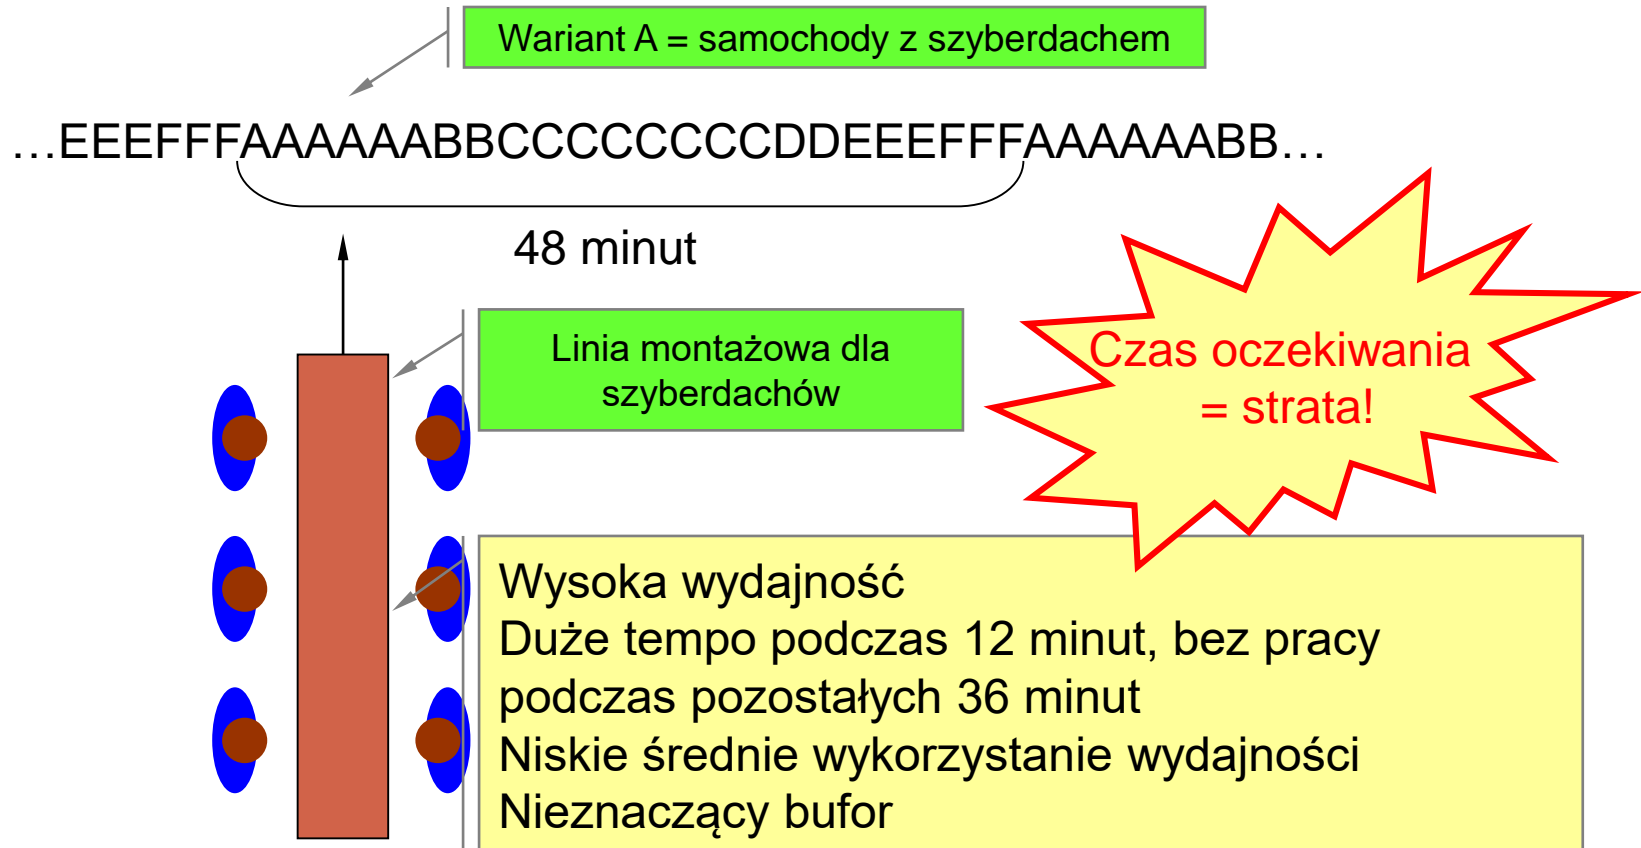 Wariant A = samochody z szyberdachem
…EEEFFFAAAAAABBCCCCCCCCDDEEEFFFAAAAAABB…
48 minut
Linia montażowa dla
szyberdachów
Czas oczekiwania
= strata!
Wysoka wydajność
Duże tempo podczas 12 minut, bez pracy
podczas pozostałych 36 minut
Niskie średnie wykorzystanie wydajności
Nieznaczący bufor